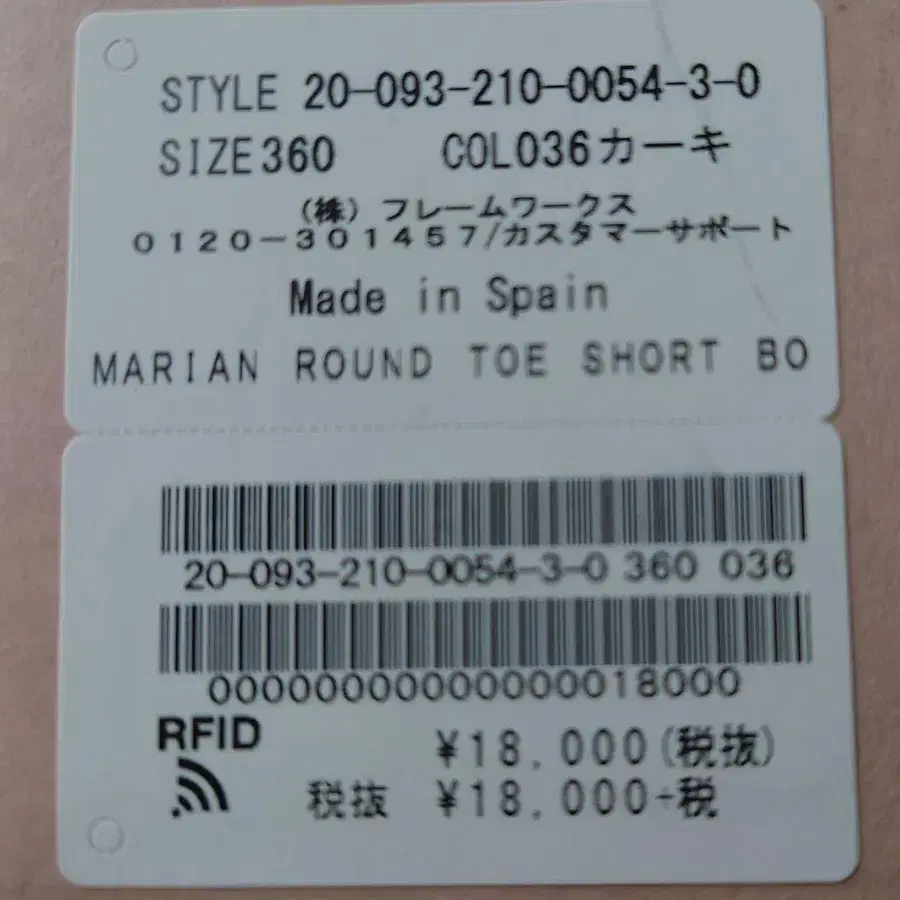 STYLE 20-093-210-0054-3-0
SIZE360 COL036カーキ
(株)フレームワークス
0120-301457/カスタマーサポート
Made in Spain
MARIAN ROUND TOE SHORT BO
20-093-210-0054-3-0 360 036
000000000000000018000
RFID
¥18,000(税抜)
税抜 ¥18,000+税